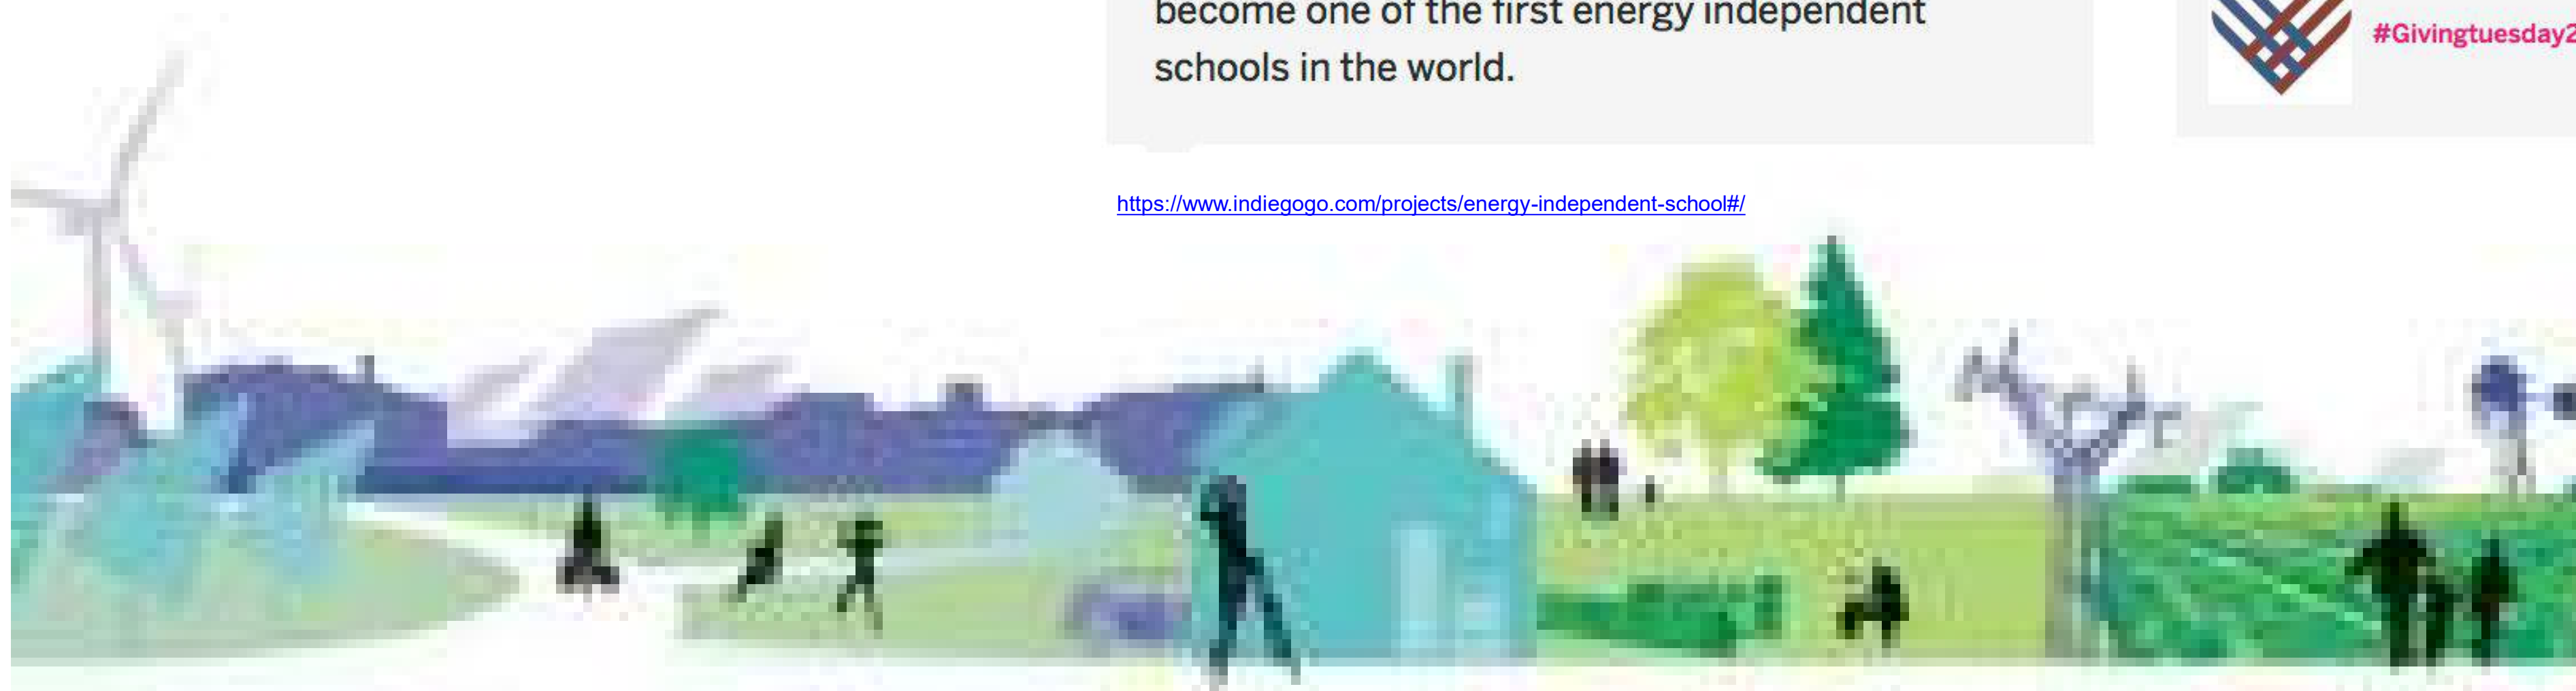 become one of the first energy independent
schools in the world.
#Givingtuesday2
https://www.indiegogo.com/projects/energy-independent-school#/